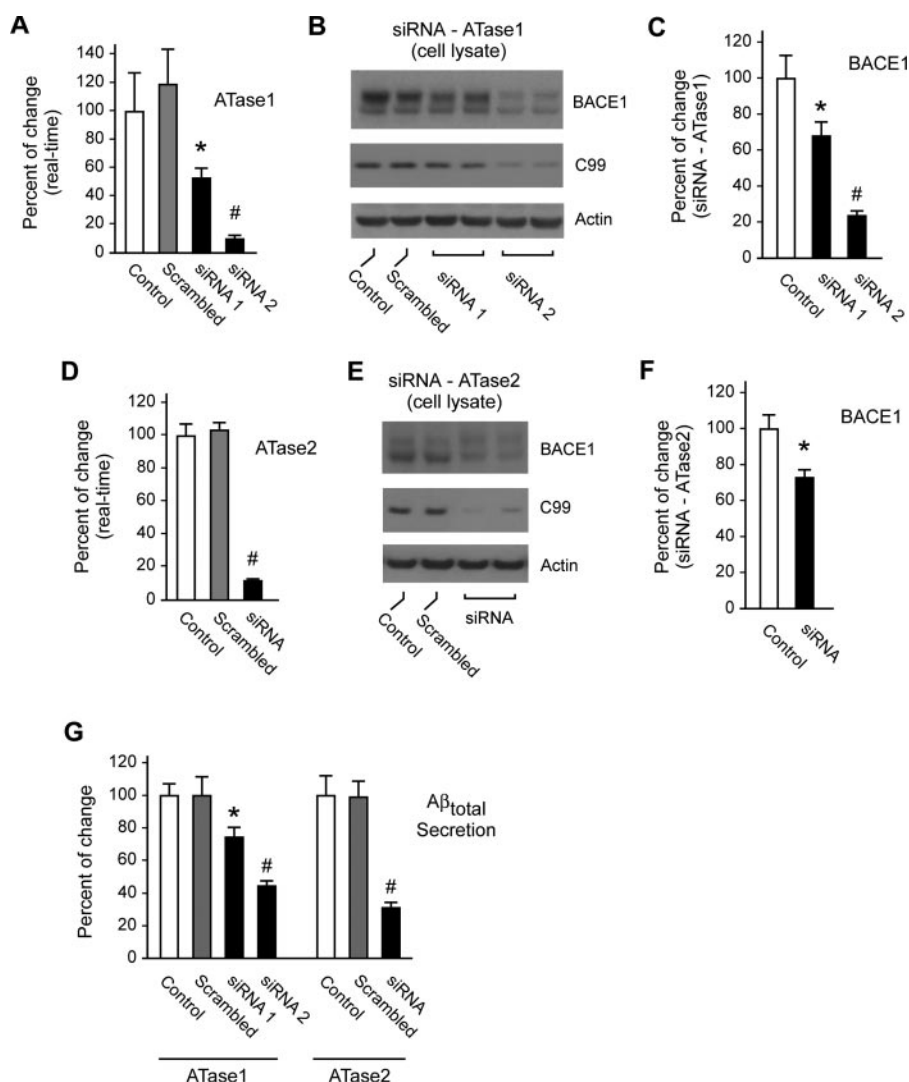 A
Percent of change
(real-time)
140
120
100
80
60
40
20
0
ATase1
*
#
Control
Scrambled
siRNA 1
siRNA 2
B
siRNA - ATase1
(cell lysate)
BACE1
C99
Actin
Control
Scrambled
siRNA 1
siRNA 2
C
Percent of change
(siRNA - ATase1)
120
100
80
60
40
20
0
BACE1
*
#
Control
siRNA 1
siRNA 2
D
Percent of change
(real-time)
120
100
80
60
40
20
0
ATase2
#
Control
Scrambled
siRNA
E
siRNA - ATase2
(cell lysate)
BACE1
C99
Actin
Control
Scrambled
siRNA
F
Percent of change
(siRNA - ATase2)
120
100
80
60
40
20
0
BACE1
*
Control
siRNA
G
Percent of change
120
100
80
60
40
20
0
*
#
#
Aβtotal
Secretion
Control
Scrambled
siRNA 1
siRNA 2
Control
Scrambled
siRNA
ATase1
ATase2